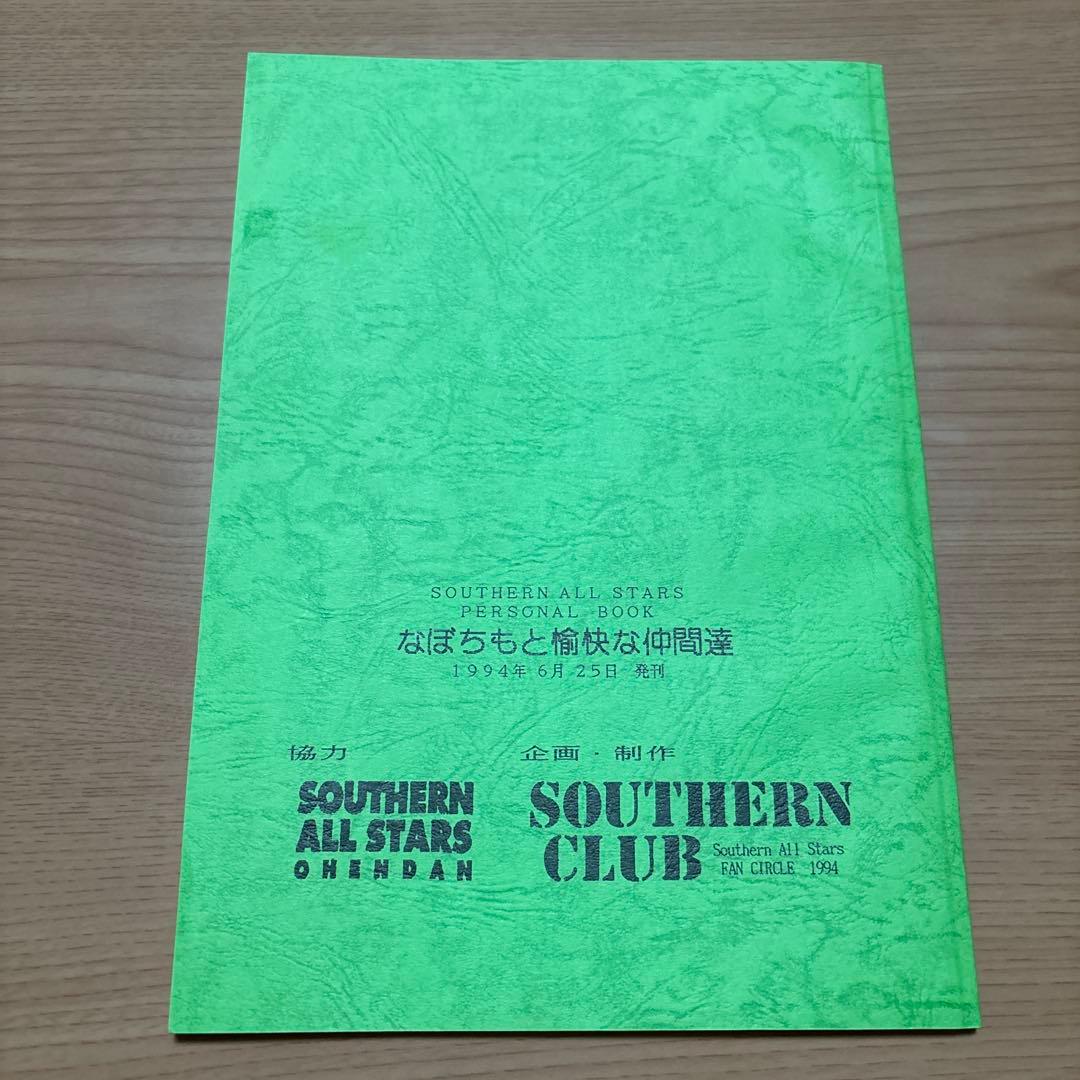 SOUTHERN ALL STARS
PERSONAL BOOK
なぼちもと愉快な仲間達
1994年 6月 25日 発刊
協力
SOUTHERN
ALL STARS
OHENDAN
企画・制作
SOUTHERN
CLUB
Southern All Stars
FAN CIRCLE 1994